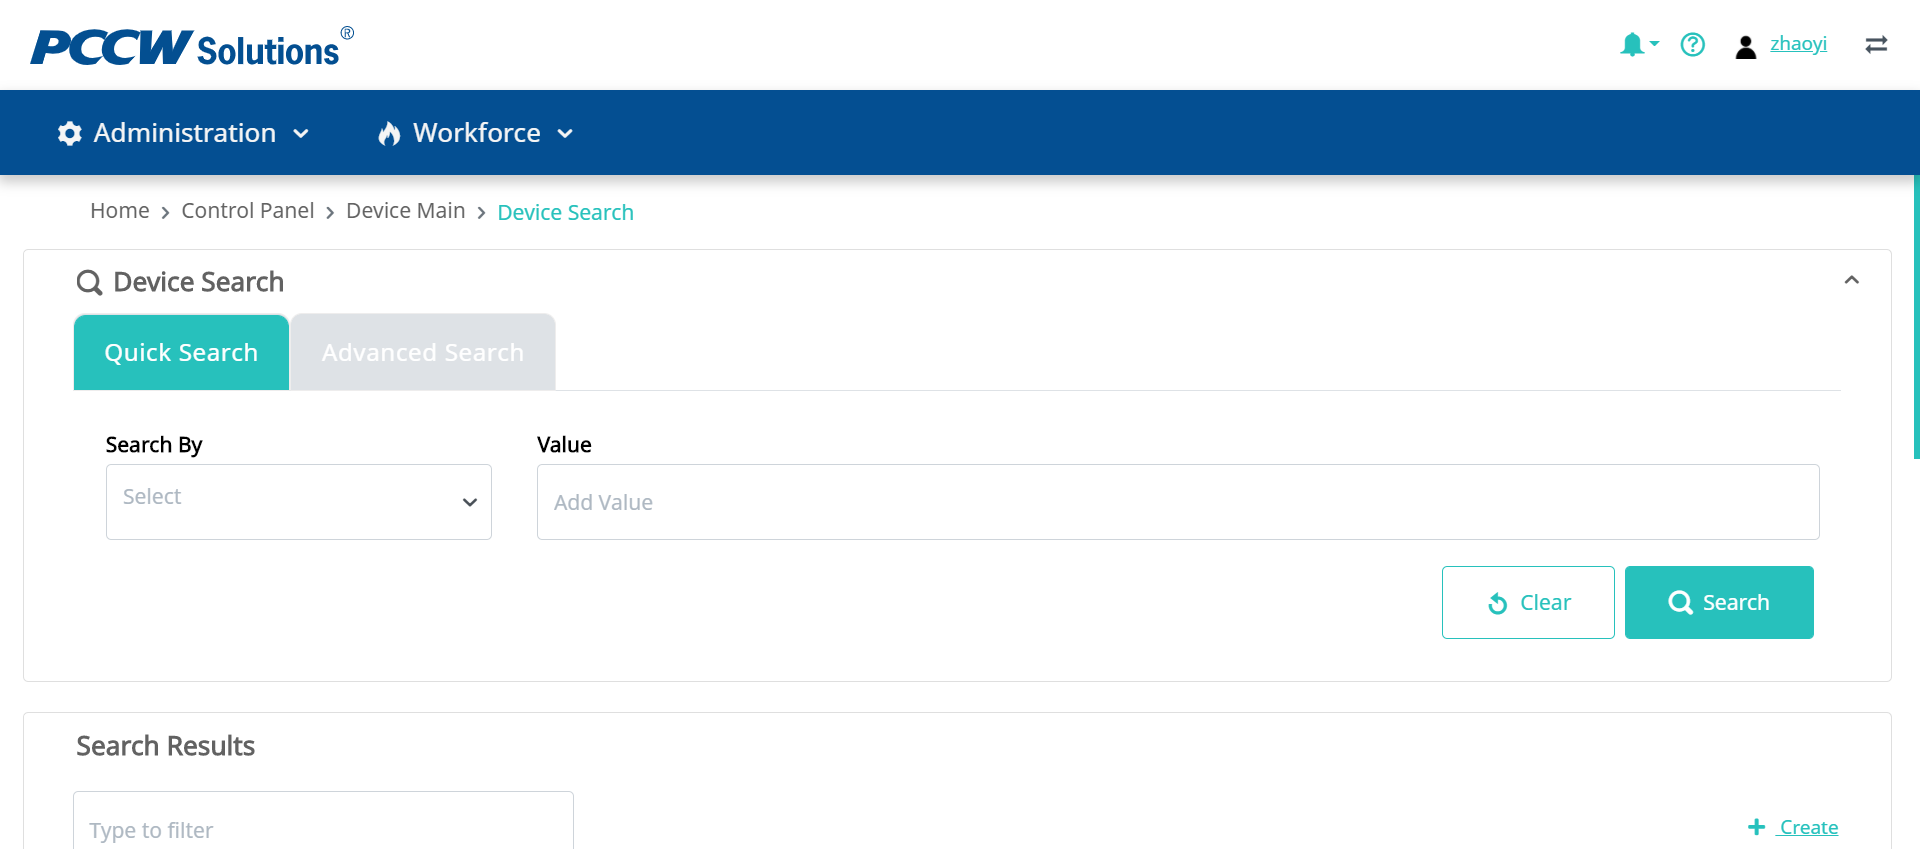 PCCW Solutions®
zhaoyi
Administration Workforce
Home > Control Panel > Device Main > Device Search
Device Search
Quick Search Advanced Search
Search By Value
Select Add Value
Clear Search
Search Results
Type to filter
+ Create